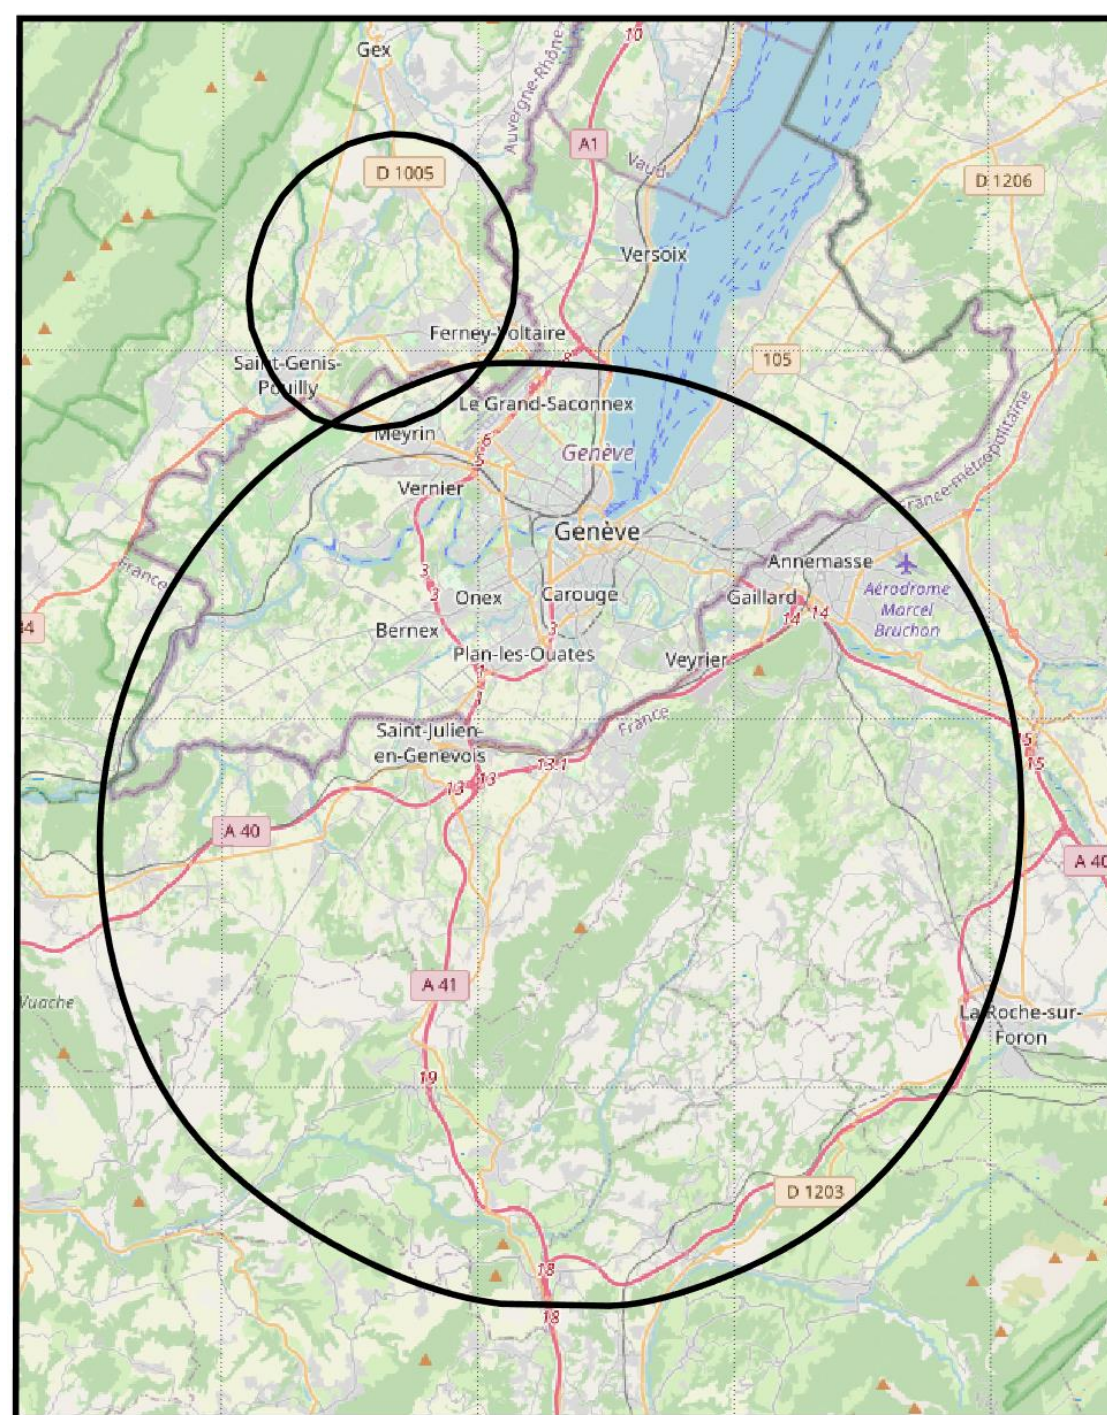 10
Gex
Auvergne-Rhône-
A1
Vaud
D 1005
D 1206
Versoix
Ferney-Voltaire
8
105
Saint-Genis-
Pouilly
Le Grand-Saconnex
Meyrin
6
5
Genève
Vernier
France métropolitaine
Genève
Annemasse
France
3
3
Onex
Carouge
Gaillard
14
14
Aérodrome
Marcel
Bruchon
Bernex
3
Plan-les-Ouates
Veyrier
1
1
France
Saint-Julien-
en-Genevois
13
13
13.1
15
15
A 40
A 40
A 41
Vuache
La Roche-sur-
Foron
19
D 1203
18
18